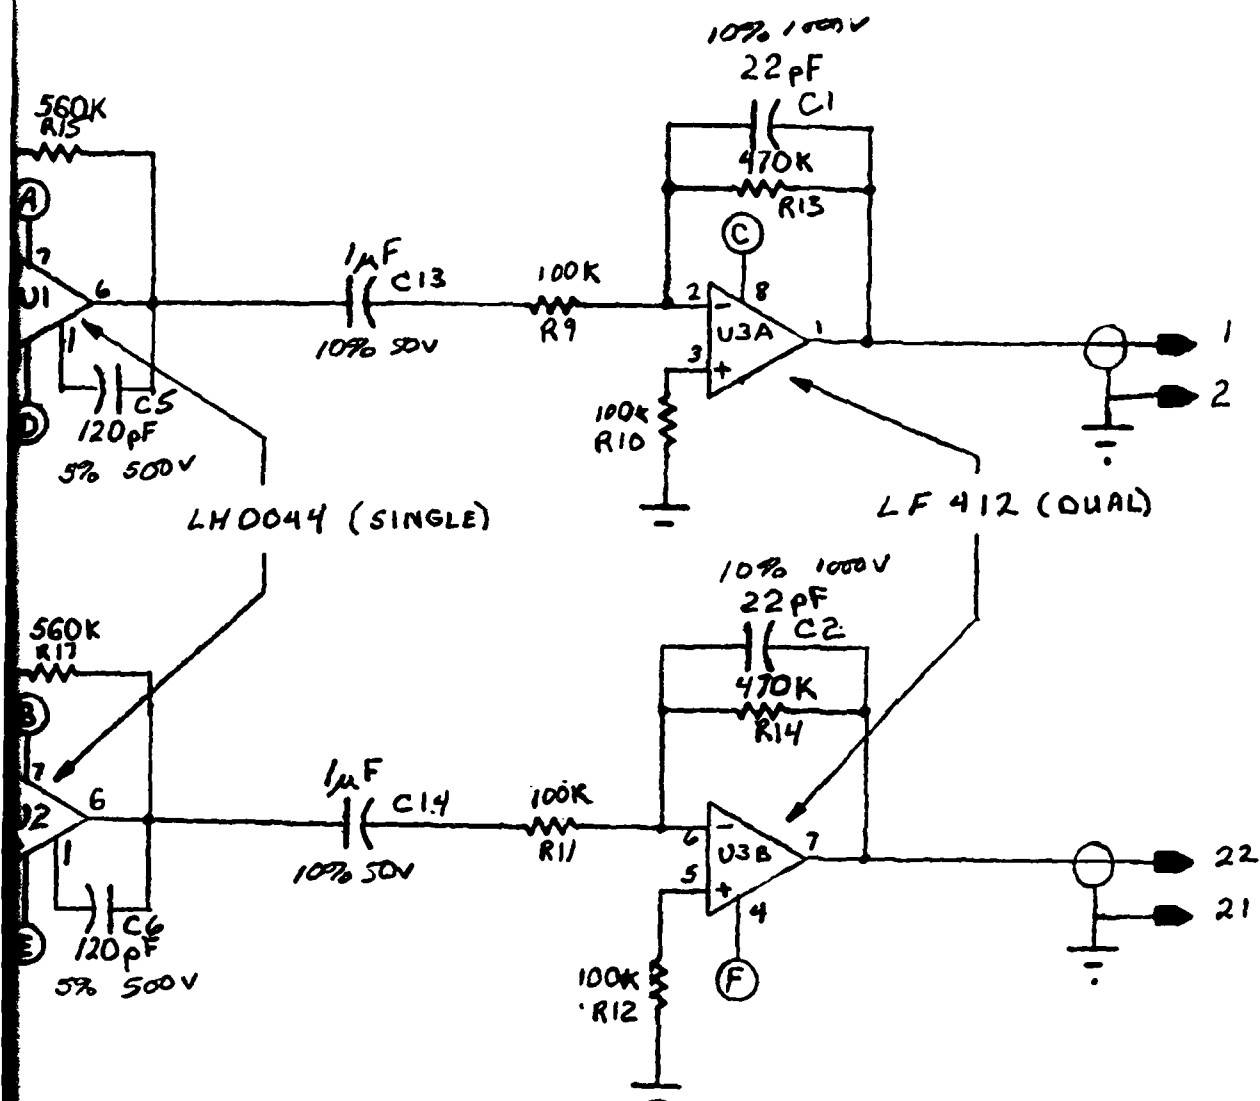 10% 1000V
22pF
C1
560K
R15
470K
R13
A
C
7
1µF
C13
100K
8
U1
6
2
-
U3A
1
1
R9
10% 50V
3
+
1
2
D
C5
120pF
5% 500V
100K
R10
LH0044 (SINGLE)
LF 412 (DUAL)
10% 1000V
22pF
C2
560K
R17
470K
R14
B
7
1µF
C14
100K
6
U2
6
-
U3B
7
22
1
R11
10% 50V
5
+
4
21
E
C6
120pF
5% 500V
100K
R12
F